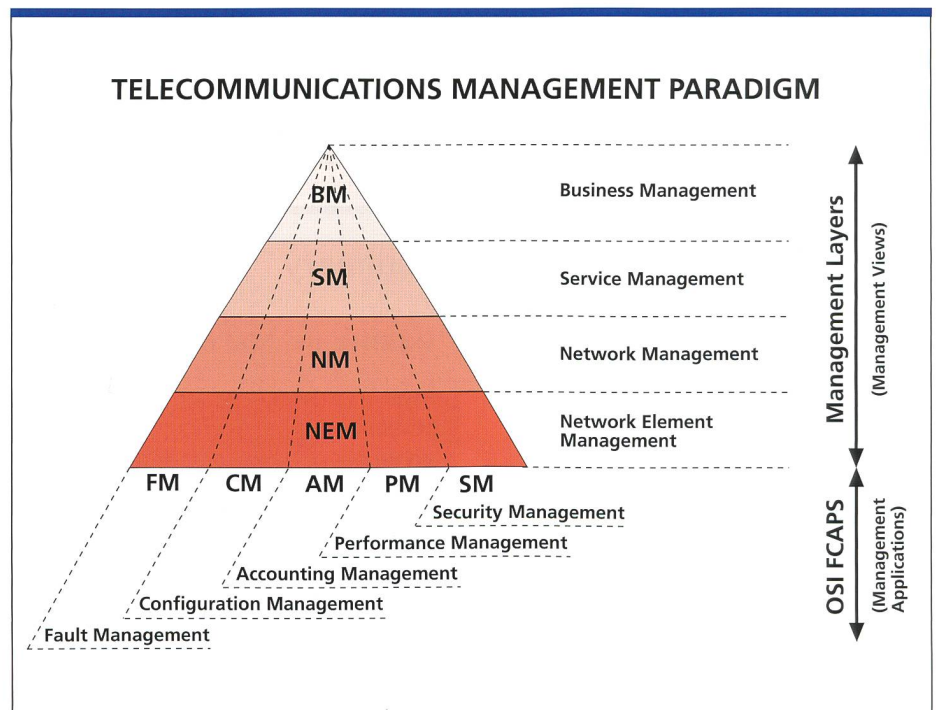 TELECOMMUNICATIONS MANAGEMENT PARADIGM
BM
Business Management
SM
Service Management
NM
Network Management
NEM
Network Element
Management
Management Layers
(Management Views)
FM CM AM PM SM
Security Management
Performance Management
Accounting Management
Configuration Management
Fault Management
OSI FCAPS
(Management
Applications)